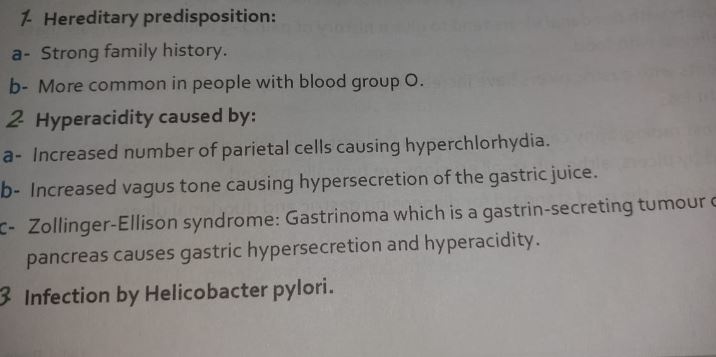 1- Hereditary predisposition:
a- Strong family history.
b- More common in people with blood group O.
2- Hyperacidity caused by:
a- Increased number of parietal cells causing hyperchlorhydia.
b- Increased vagus tone causing hypersecretion of the gastric juice.
c- Zollinger-Ellison syndrome: Gastrinoma which is a gastrin-secreting tumour
pancreas causes gastric hypersecretion and hyperacidity.
3 Infection by Helicobacter pylori.